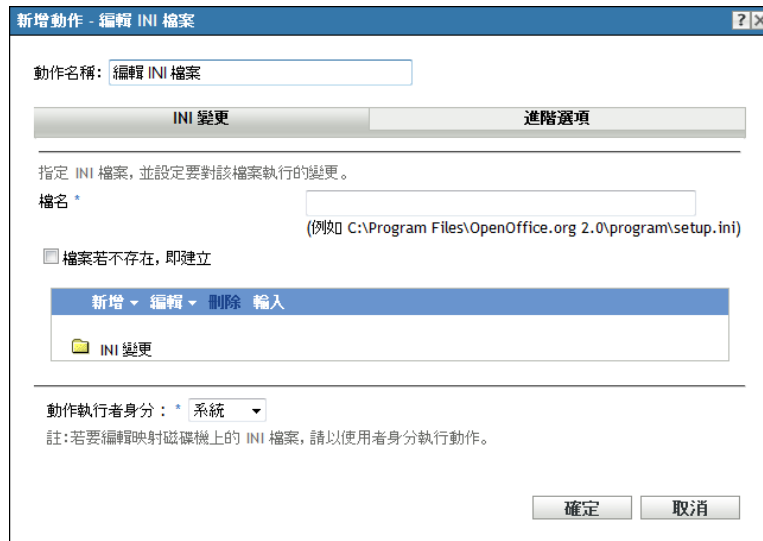 新增動作 - 編輯 INI 檔案
動作名稱: 編輯 INI 檔案
INI 變更 進階選項
指定 INI 檔案, 並設定要對該檔案執行的變更。
檔名 *
(例如 C:\Program Files\OpenOffice.org 2.0\program\setup.ini)
檔案若不存在, 即建立
新增 編輯 刪除 輸入
INI 變更
動作執行者身分: * 系統
註:若要編輯映射磁碟機上的 INI 檔案, 請以使用者身分執行動作。
確定 取消